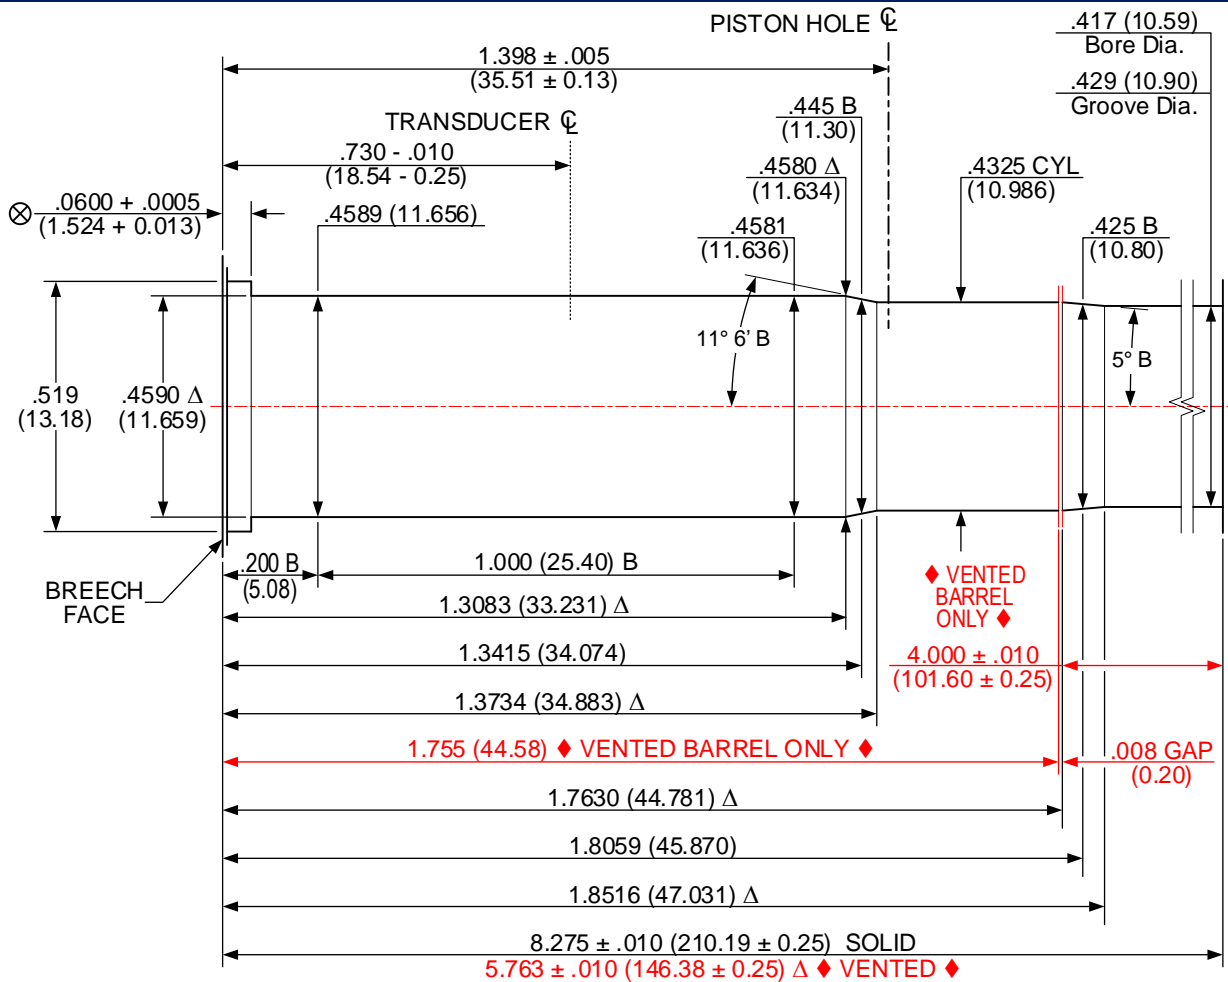 PISTON HOLE ℄
.417 (10.59)
Bore Dia.
.429 (10.90)
Groove Dia.
1.398 ± .005
(35.51 ± 0.13)
TRANSDUCER ℄
.730 - .010
(18.54 - 0.25)
.445 B
(11.30)
.4580 Δ
(11.634)
.4325 CYL
(10.986)
⊗ .0600 + .0005
(1.524 + 0.013)
.4589 (11.656)
.4581
(11.636)
.425 B
(10.80)
11° 6’ B
5° B
.519
(13.18)
.4590 Δ
(11.659)
BREECH
FACE
.200 B
(5.08)
1.000 (25.40) B
1.3083 (33.231) Δ
♦ VENTED
BARREL
ONLY ♦
1.3415 (34.074)
4.000 ± .010
(101.60 ± 0.25)
1.3734 (34.883) Δ
1.755 (44.58) ♦ VENTED BARREL ONLY ♦
.008 GAP
(0.20)
1.7630 (44.781) Δ
1.8059 (45.870)
1.8516 (47.031) Δ
8.275 ± .010 (210.19 ± 0.25) SOLID
5.763 ± .010 (146.38 ± 0.25) Δ ♦ VENTED ♦